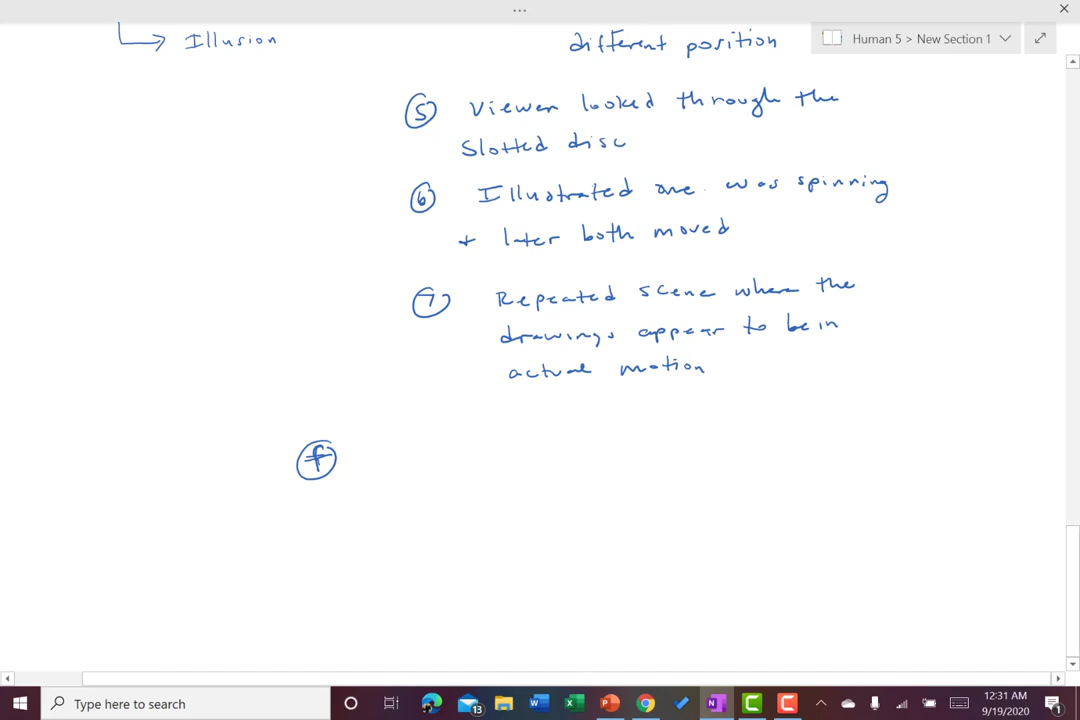 Illusion
different position
Human 5 > New Section 1
5 Viewer looked through the
slotted disc
6 Illustrated one was spinning
+ later both moved
7 Repeated scene where the
drawings appear to be in
actual motion
f
Type here to search
13
12:31 AM
9/19/2020
1